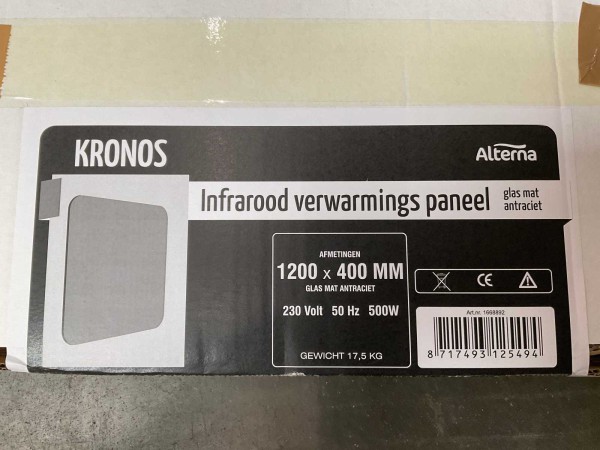 KRONOS
Alterna
Infrarood verwarmings paneel
glas mat
antraciet
AFMETINGEN
1200 x 400 MM
GLAS MAT ANTRACIET
230 Volt 50 Hz 500W
GEWICHT 17,5 KG
CE
Art.nr. 1668892
8 717493 125494